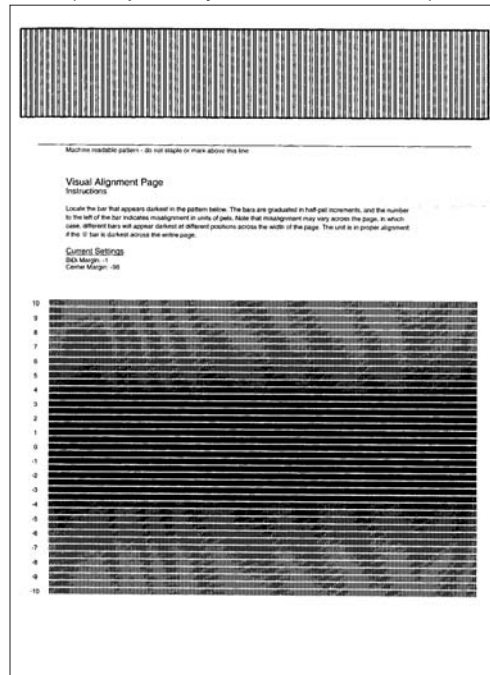 Machine readable pattern - do not staple or mark above this line
Visual Alignment Page
Instructions
Locate the bar that appears darkest in the pattern below. The bars are graduated in half-pel increments, and the number
to the left of the bar indicates misalignment in units of pels. Note that misalignment may vary across the page, in which
case, different bars will appear darkest at different positions across the width of the page. The unit is in proper alignment
if the '0' bar is darkest across the entire page.
Current Settings
BiDi Margin: -1
Center Margin: -98
10
9
8
7
6
5
4
3
2
1
0
-1
-2
-3
-4
-5
-6
-7
-8
-9
-10